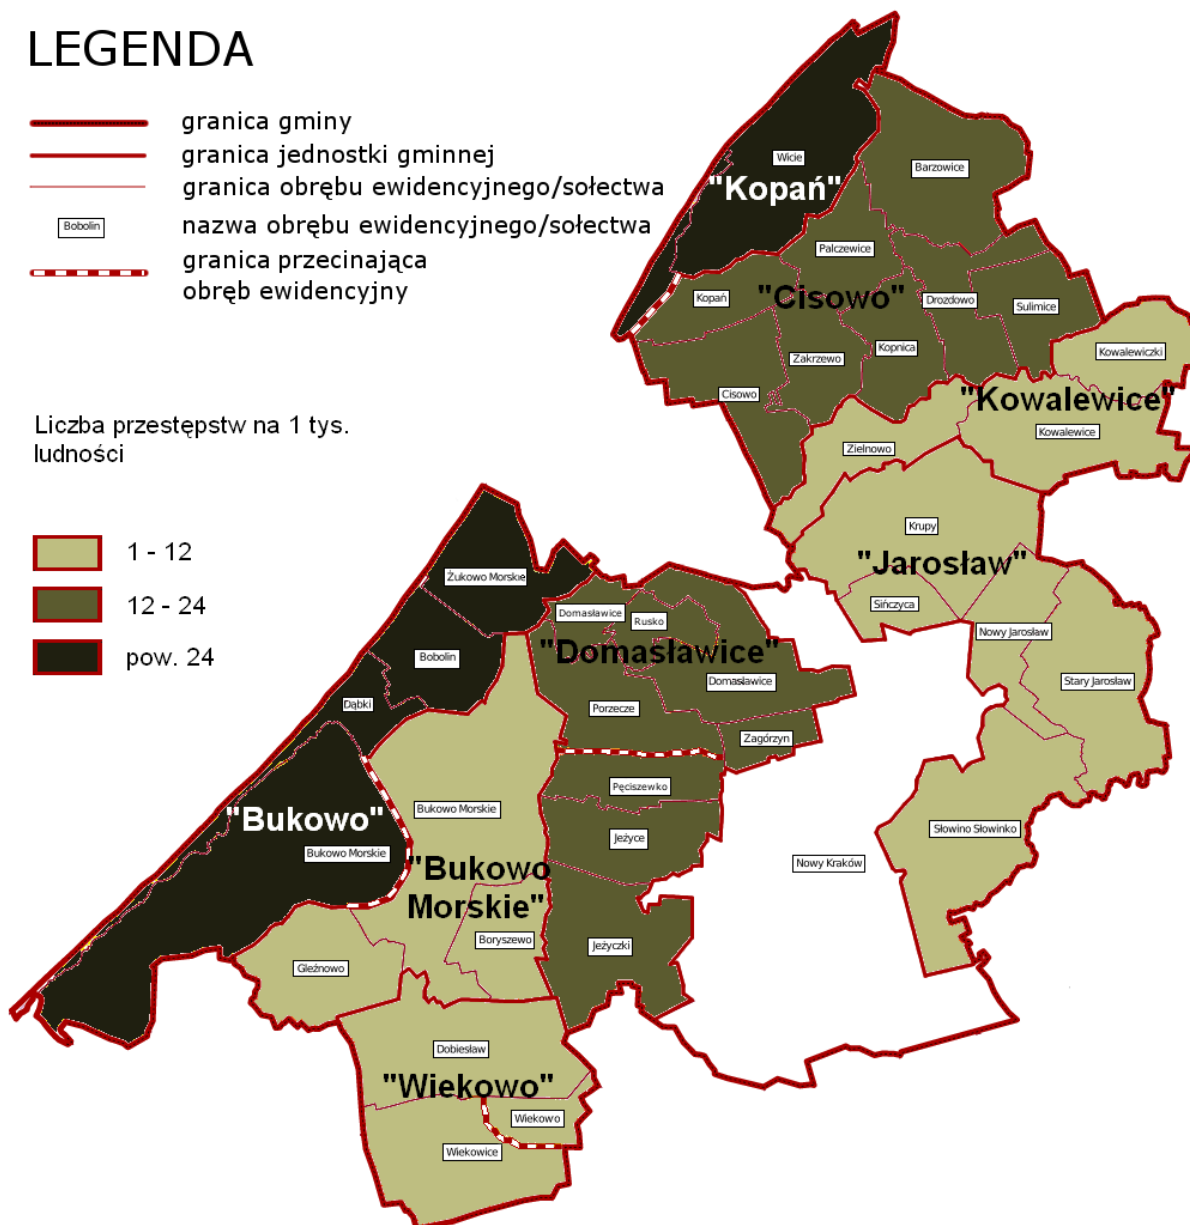 LEGENDA
granica gminy
granica jednostki gminnej
granica obrębu ewidencyjnego/sołectwa
Bobolin
nazwa obrębu ewidencyjnego/sołectwa
granica przecinająca
obręb ewidencyjny
Liczba przestępstw na 1 tys.
ludności
1 - 12
12 - 24
pow. 24
Wicie
"Kopań"
Barzowice
Palczewice
Kopań
"Cisowo"
Drozdowo
Sulimice
Kopnica
Zakrzewo
Cisowo
Kowalewiczki
"Kowalewice"
Kowalewice
Zielnowo
Krupy
"Jarosław"
Sińczyca
Nowy Jarosław
Stary Jarosław
Słowino Słowinko
Nowy Kraków
Żukowo Morskie
Bobolin
Dąbki
"Bukowo"
Bukowo Morskie
Domasławice
Rusko
"Domasławice"
Domasławice
Porzecze
Zagórzyn
Pęciszewko
Jeżyce
Jeżyczki
Bukowo Morskie
"Bukowo
Morskie"
Boryszewo
Gleźnowo
Dobiesław
"Wiekowo"
Wiekowo
Wiekowice